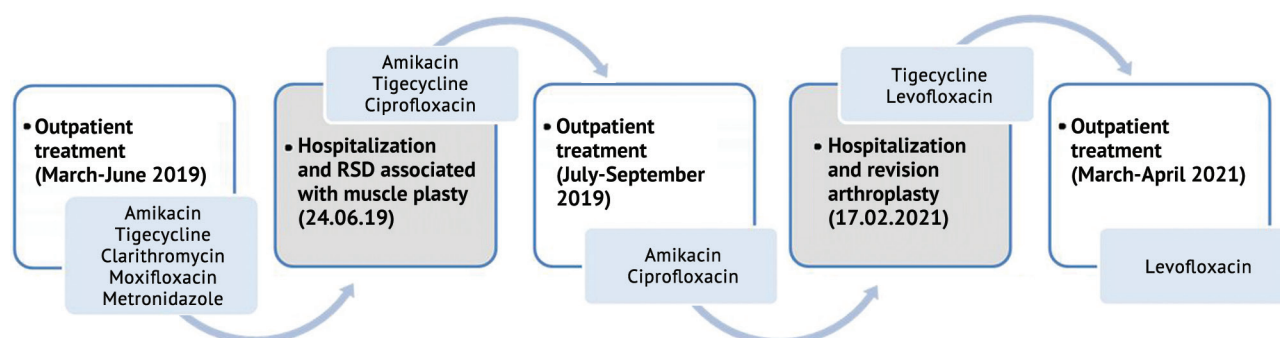 • Outpatient
treatment
(March-June 2019)
Amikacin
Tigecycline
Clarithromycin
Moxifloxacin
Metronidazole
Amikacin
Tigecycline
Ciprofloxacin
• Hospitalization
and RSD associated
with muscle plasty
(24.06.19)
• Outpatient
treatment
(July-September
2019)
Amikacin
Ciprofloxacin
Tigecycline
Levofloxacin
• Hospitalization
and revision
arthroplasty
(17.02.2021)
• Outpatient
treatment
(March-April 2021)
Levofloxacin